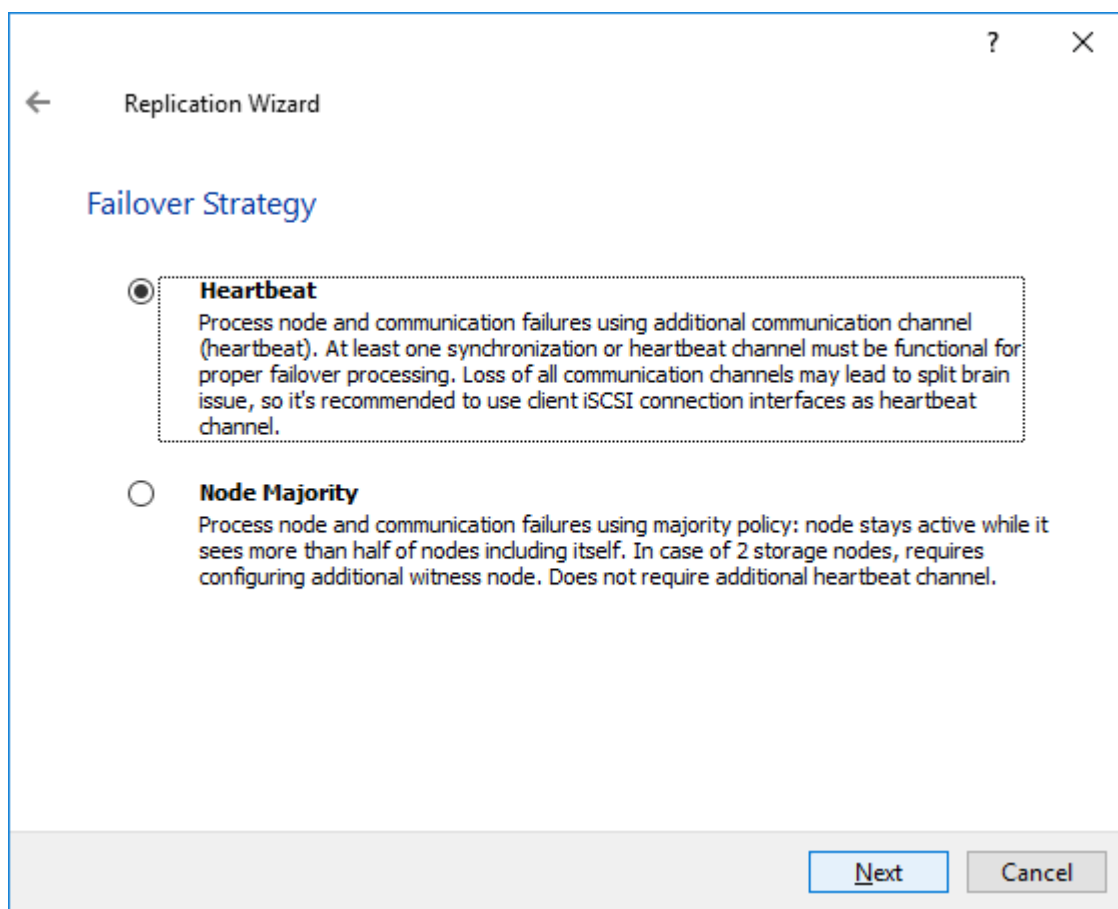 ?
Replication Wizard
Failover Strategy
Heartbeat
Process node and communication failures using additional communication channel
(heartbeat). At least one synchronization or heartbeat channel must be functional for
proper failover processing. Loss of all communication channels may lead to split brain
issue, so it's recommended to use client iSCSI connection interfaces as heartbeat
channel.
Node Majority
Process node and communication failures using majority policy: node stays active while it
sees more than half of nodes including itself. In case of 2 storage nodes, requires
configuring additional witness node. Does not require additional heartbeat channel.
Next Cancel